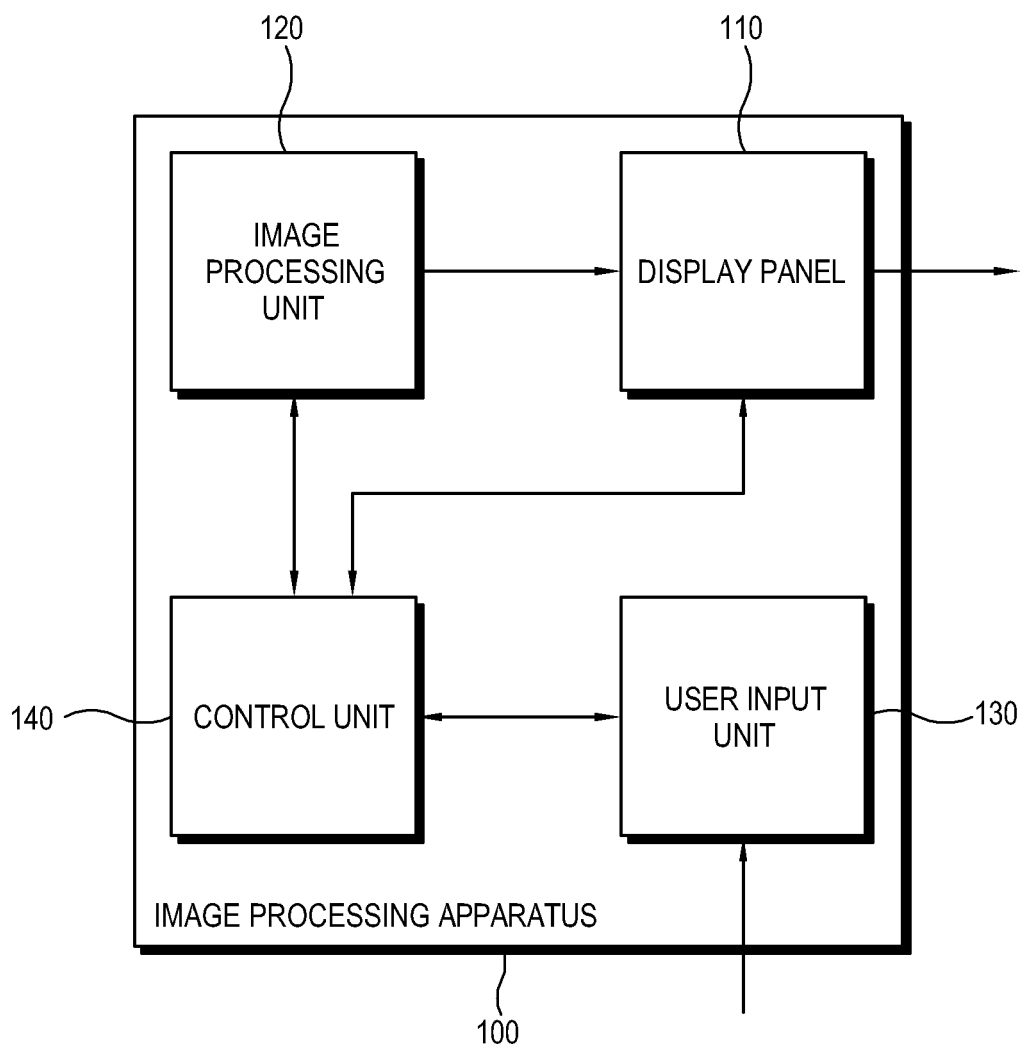 120
110
IMAGE
PROCESSING
UNIT
DISPLAY PANEL
140
CONTROL UNIT
USER INPUT
UNIT
130
IMAGE PROCESSING APPARATUS
100